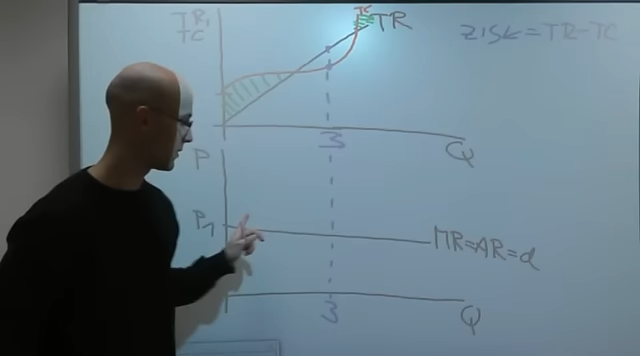 TR,
TC
TC
TR
ZISK = TR-TC
3
Q
P
P1
MR=AR=d
3
Q